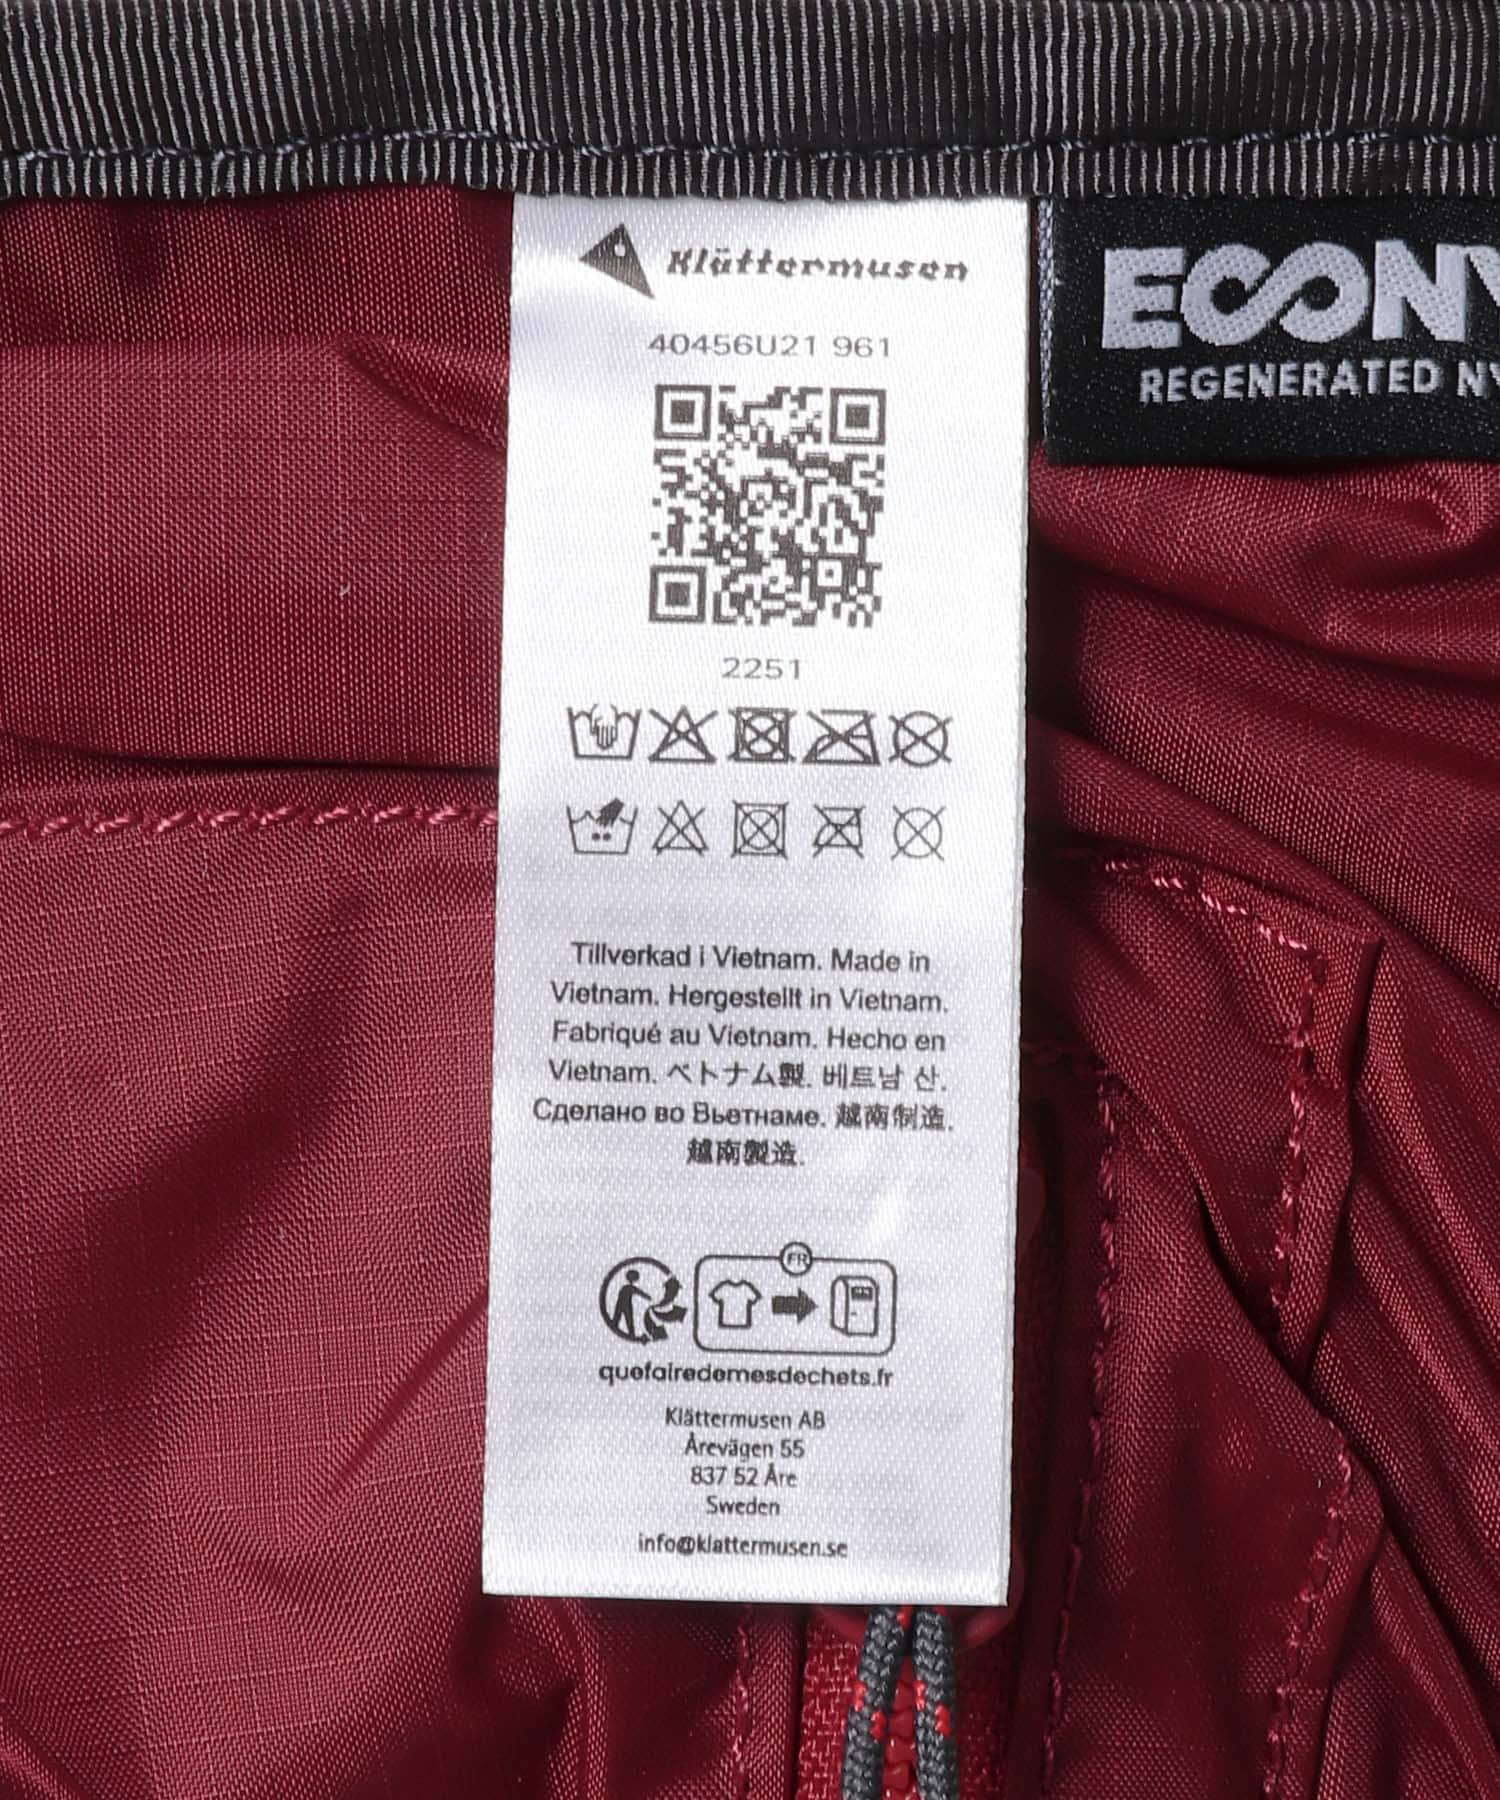 Klättermusen
40456U21 961
2251
Tillverkad i Vietnam. Made in
Vietnam. Hergestellt in Vietnam.
Fabriqué au Vietnam. Hecho en
Vietnam. ベトナム製. 베트남 산.
Сделано во Вьетнаме. 越南制造.
越南製造.
FR
quefairedemesdechets.fr
Klättermusen AB
Årevägen 55
837 52 Åre
Sweden
info@klattermusen.se
ECONY
REGENERATED NY